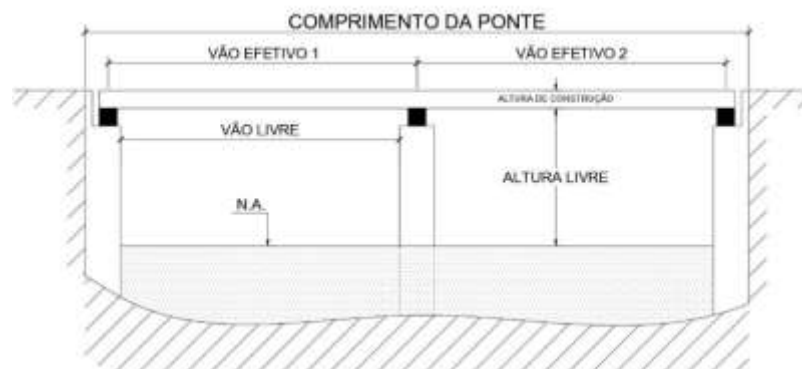 COMPRIMENTO DA PONTE
VÃO EFETIVO 1
VÃO EFETIVO 2
ALTURA DE CONSTRUÇÃO
VÃO LIVRE
ALTURA LIVRE
N.A.